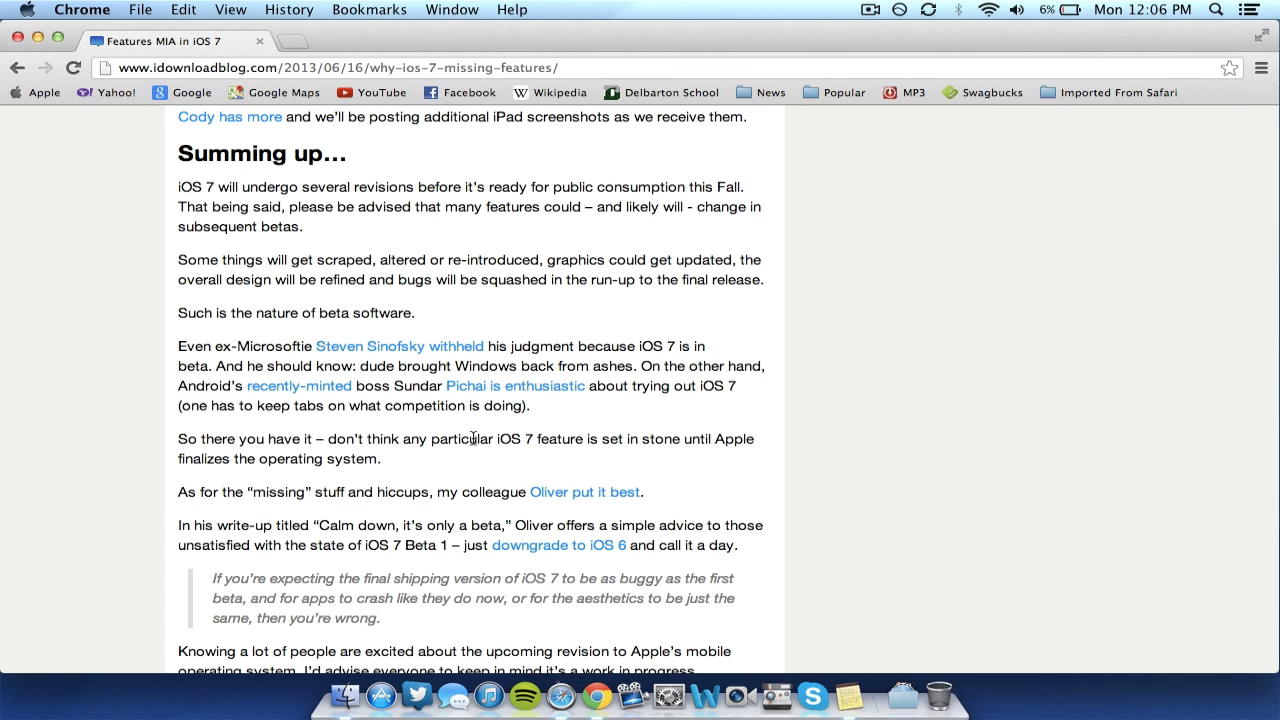 Chrome File Edit View History Bookmarks Window Help 6% Mon 12:06 PM
Features MIA in iOS 7
www.idownloadblog.com/2013/06/16/why-ios-7-missing-features/
Apple Yahoo! Google Google Maps YouTube Facebook Wikipedia Delbarton School News Popular MP3 Swagbucks Imported From Safari
Cody has more and we'll be posting additional iPad screenshots as we receive them.
Summing up…
iOS 7 will undergo several revisions before it's ready for public consumption this Fall.
That being said, please be advised that many features could – and likely will - change in
subsequent betas.
Some things will get scraped, altered or re-introduced, graphics could get updated, the
overall design will be refined and bugs will be squashed in the run-up to the final release.
Such is the nature of beta software.
Even ex-Microsoftie Steven Sinofsky withheld his judgment because iOS 7 is in
beta. And he should know: dude brought Windows back from ashes. On the other hand,
Android's recently-minted boss Sundar Pichai is enthusiastic about trying out iOS 7
(one has to keep tabs on what competition is doing).
So there you have it – don't think any particular iOS 7 feature is set in stone until Apple
finalizes the operating system.
As for the "missing" stuff and hiccups, my colleague Oliver put it best.
In his write-up titled "Calm down, it's only a beta," Oliver offers a simple advice to those
unsatisfied with the state of iOS 7 Beta 1 – just downgrade to iOS 6 and call it a day.
If you're expecting the final shipping version of iOS 7 to be as buggy as the first
beta, and for apps to crash like they do now, or for the aesthetics to be just the
same, then you're wrong.
Knowing a lot of people are excited about the upcoming revision to Apple's mobile
operating system, I'd advise everyone to keep in mind it's a work in progress